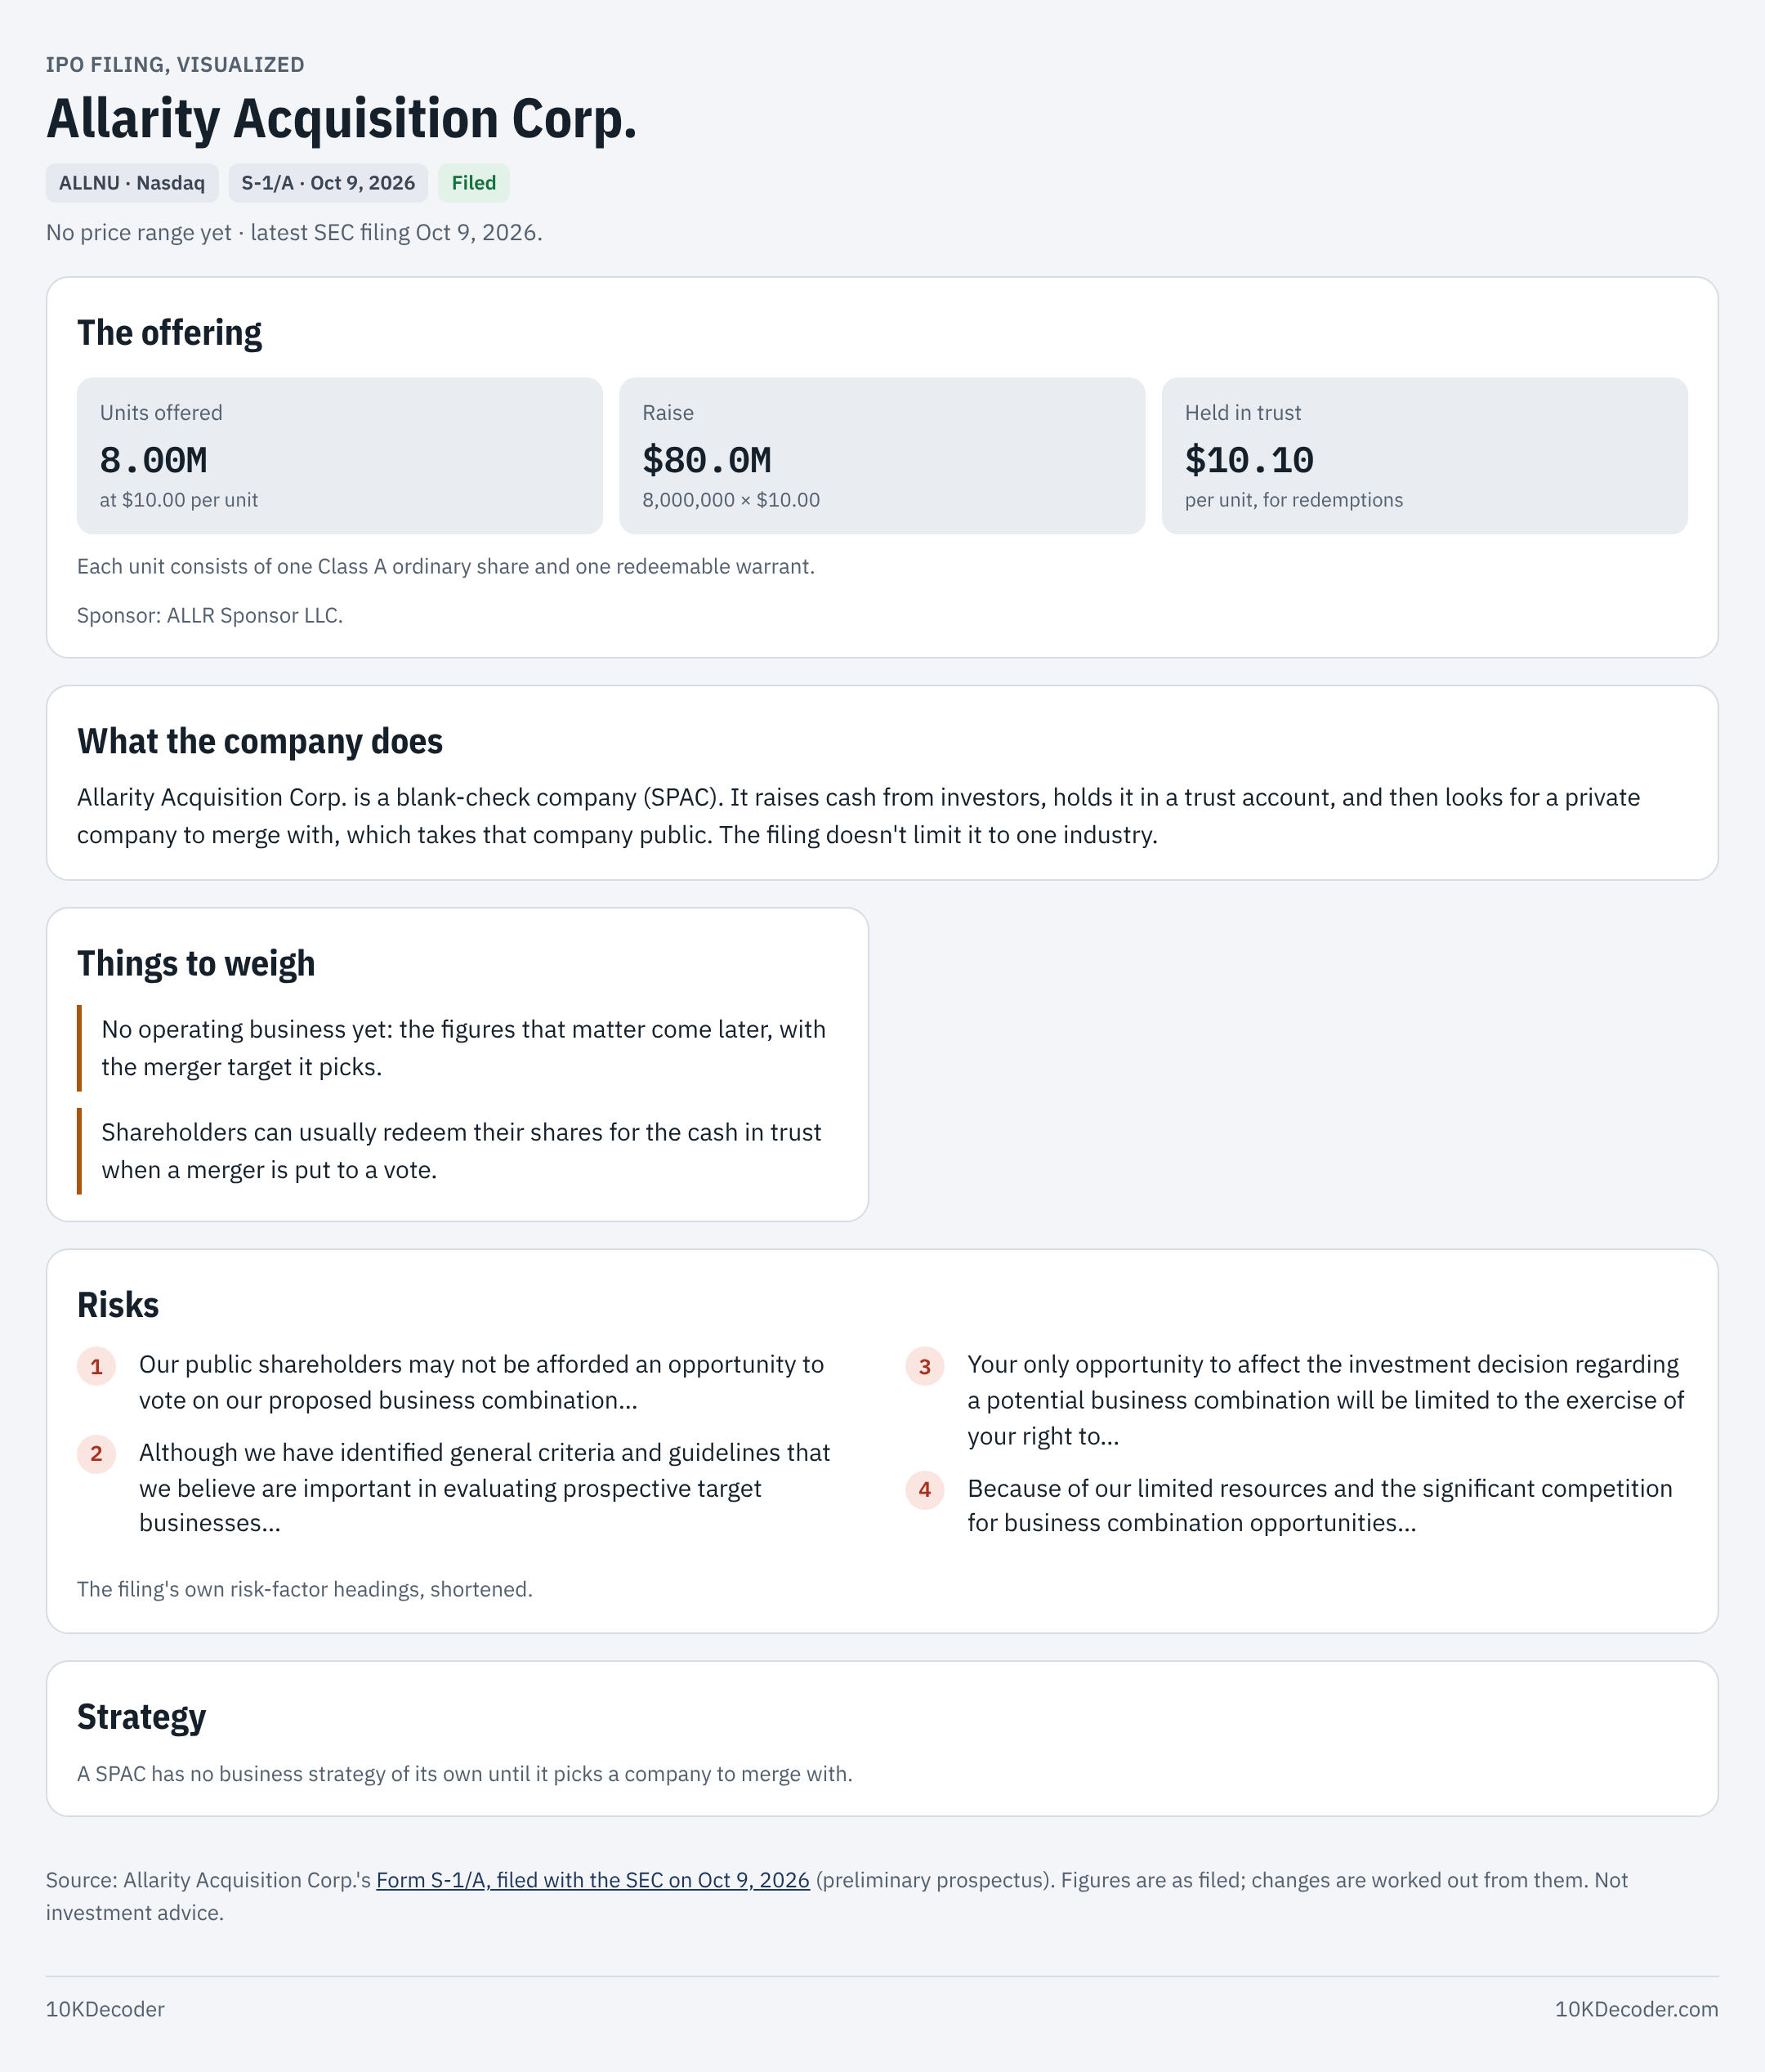 IPO FILING, VISUALIZED
Allarity Acquisition Corp.
ALLNU · Nasdaq
S-1/A · Oct 9, 2026
Filed
No price range yet · latest SEC filing Oct 9, 2026.
The offering
Units offered
8.00M
at $10.00 per unit
Raise
$80.0M
8,000,000 × $10.00
Held in trust
$10.10
per unit, for redemptions
Each unit consists of one Class A ordinary share and one redeemable warrant.
Sponsor: ALLR Sponsor LLC.
What the company does
Allarity Acquisition Corp. is a blank-check company (SPAC). It raises cash from investors, holds it in a trust account, and then looks for a private
company to merge with, which takes that company public. The filing doesn't limit it to one industry.
Things to weigh
No operating business yet: the figures that matter come later, with
the merger target it picks.
Shareholders can usually redeem their shares for the cash in trust
when a merger is put to a vote.
Risks
1
Our public shareholders may not be afforded an opportunity to
vote on our proposed business combination…
2
Although we have identified general criteria and guidelines that
we believe are important in evaluating prospective target
businesses…
3
Your only opportunity to affect the investment decision regarding
a potential business combination will be limited to the exercise of
your right to…
4
Because of our limited resources and the significant competition
for business combination opportunities…
The filing's own risk-factor headings, shortened.
Strategy
A SPAC has no business strategy of its own until it picks a company to merge with.
Source: Allarity Acquisition Corp.'s Form S-1/A, filed with the SEC on Oct 9, 2026 (preliminary prospectus). Figures are as filed; changes are worked out from them. Not
investment advice.
10KDecoder
10KDecoder.com